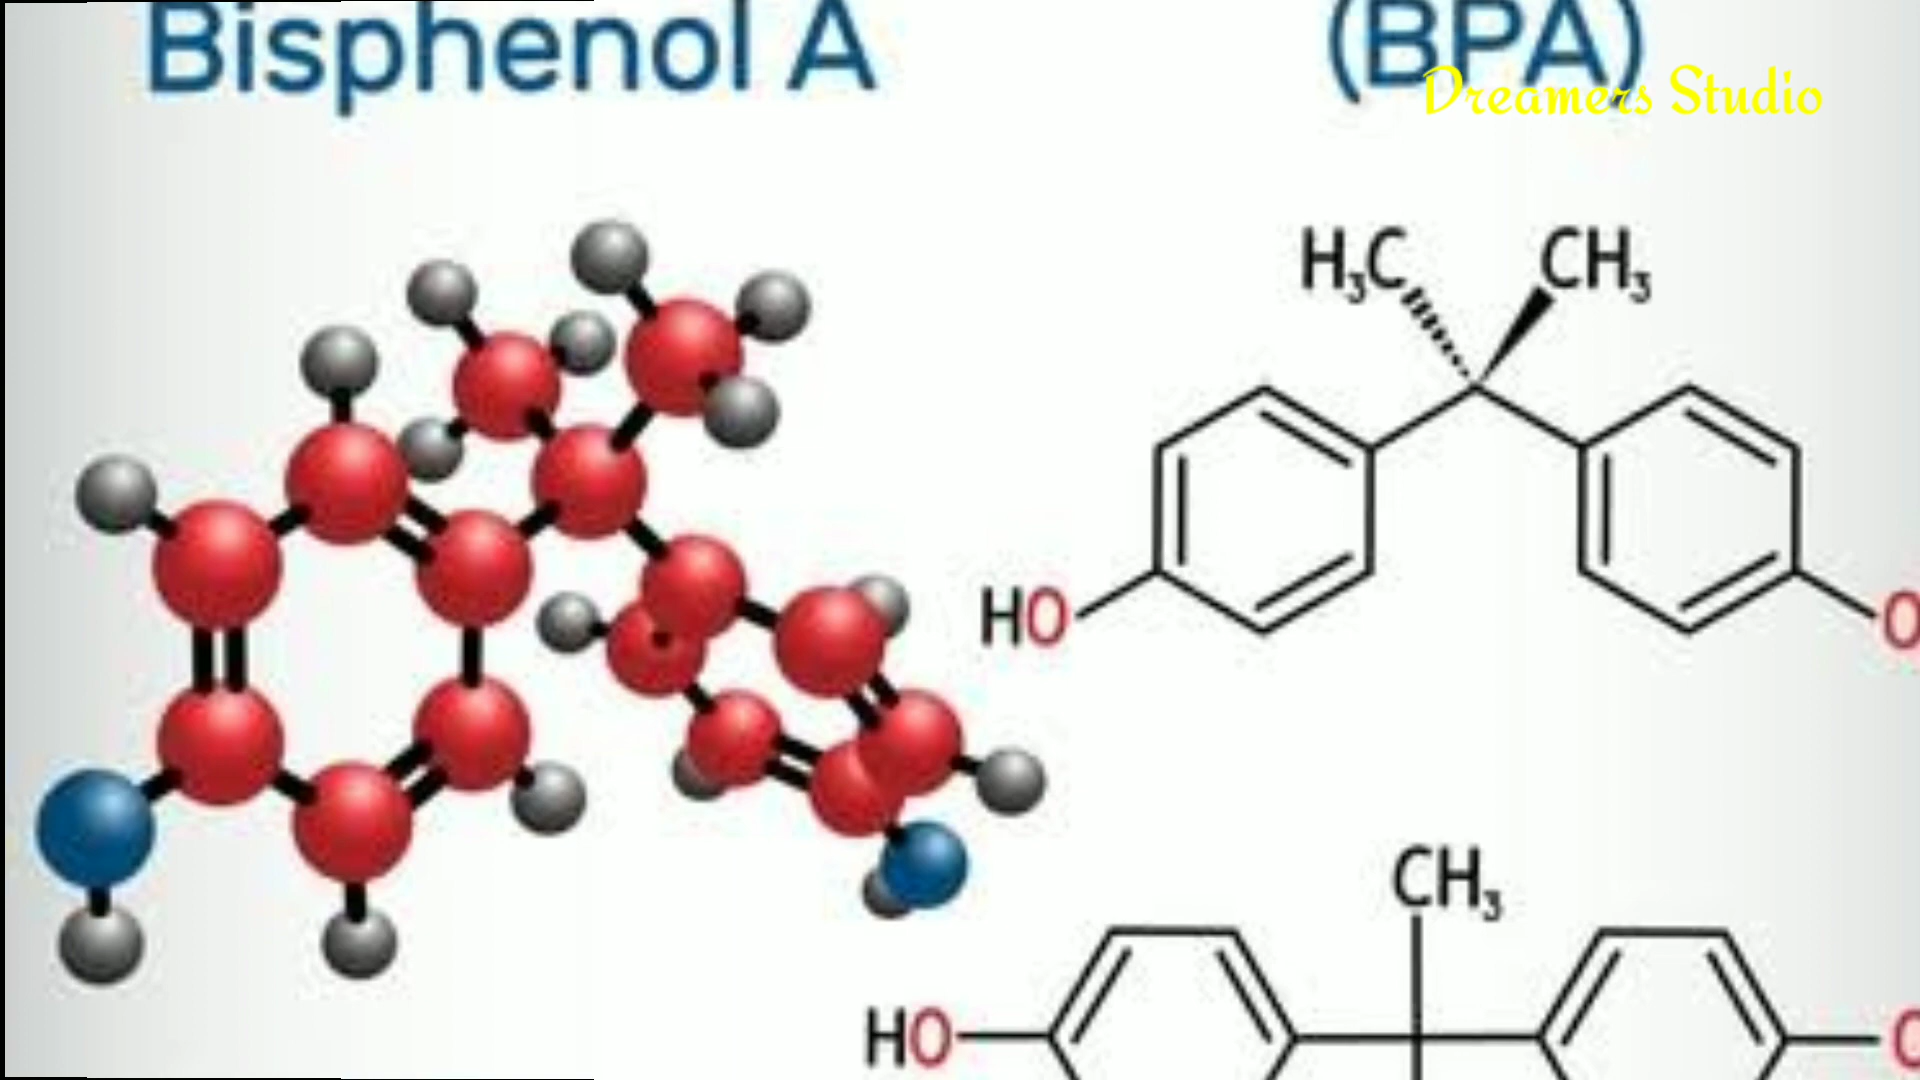 Bisphenol A (BPA)
Dreamers Studio
H₃C CH₃
HO O
CH₃
HO